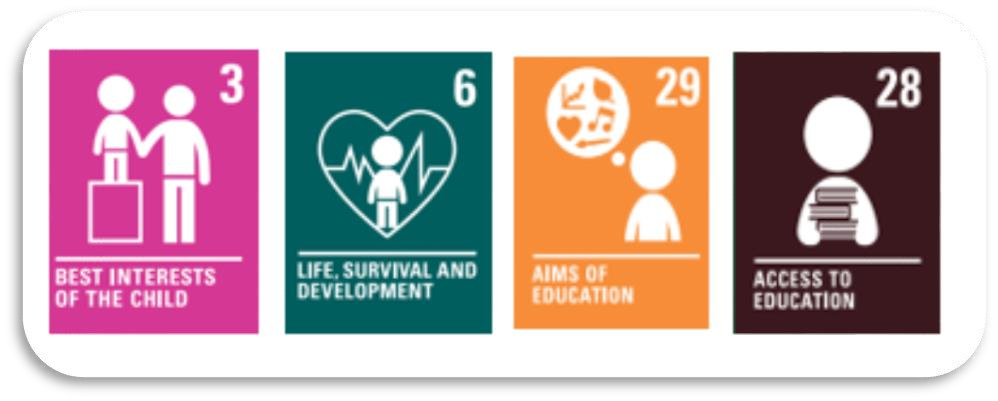 3
BEST INTERESTS
OF THE CHILD
6
LIFE, SURVIVAL AND
DEVELOPMENT
29
AIMS OF
EDUCATION
28
ACCESS TO
EDUCATION